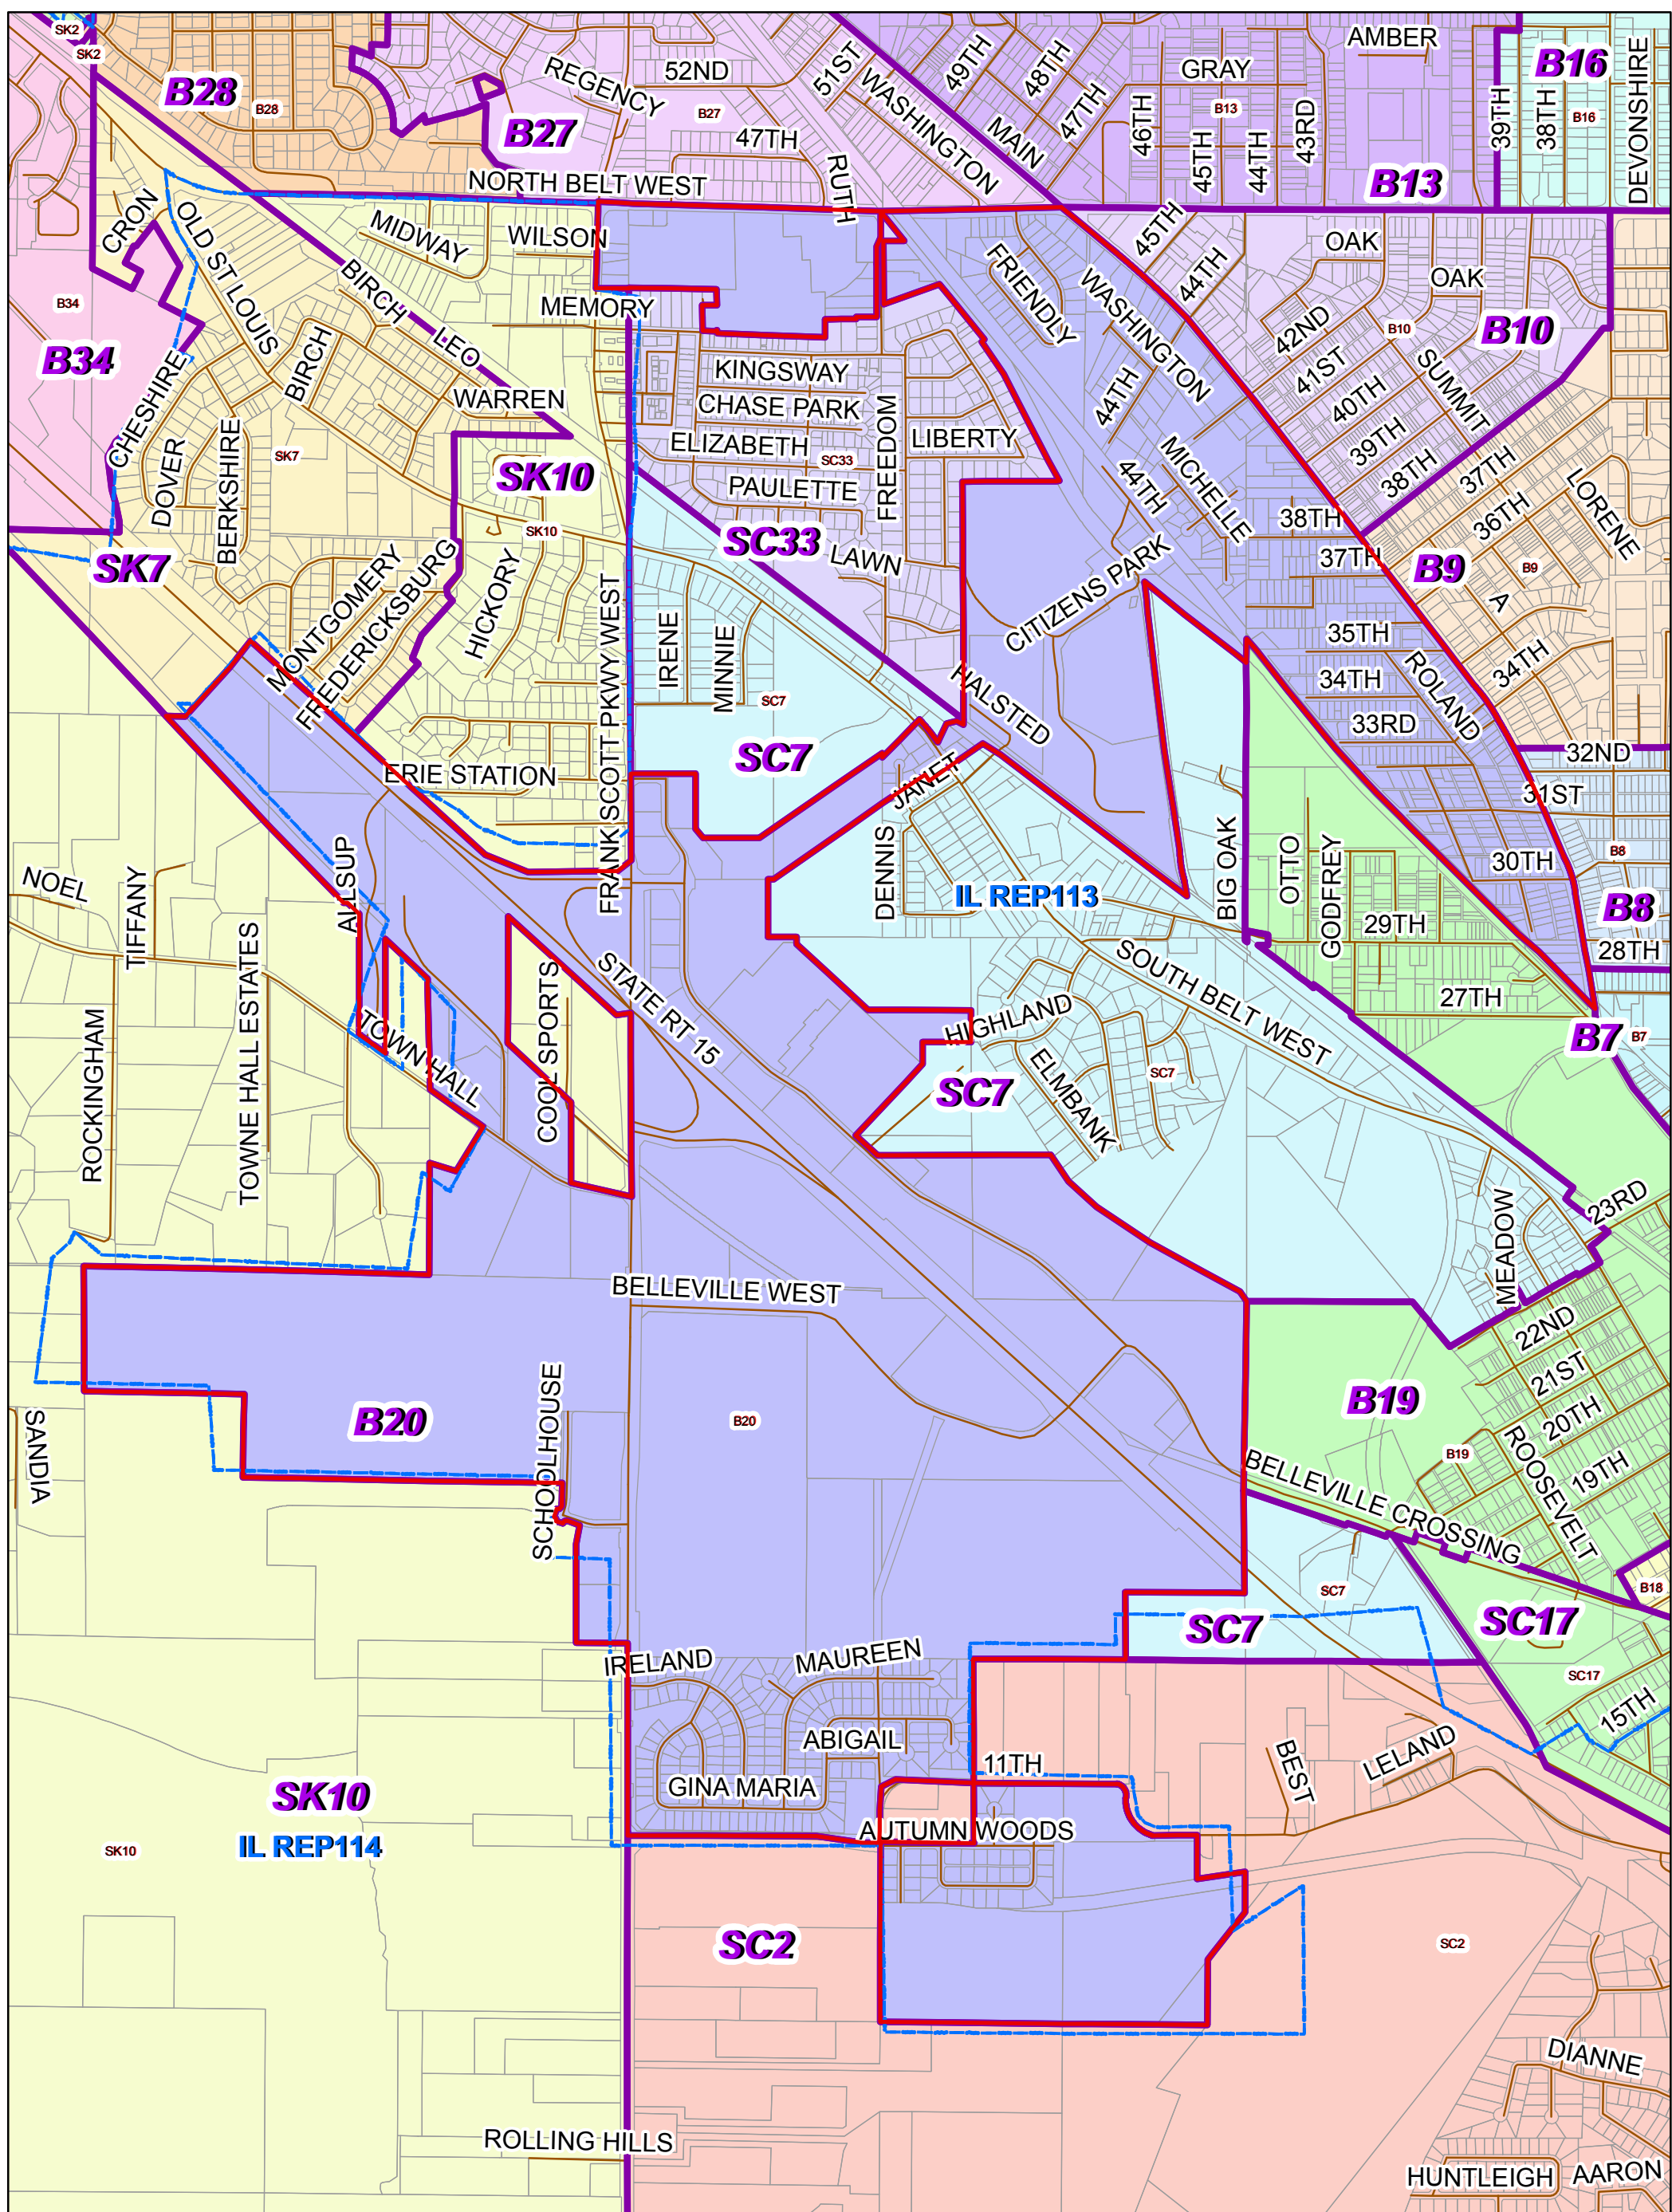 SK2
SK2
B28
B28
REGENCY
52ND
B27
B27
47TH
51ST
WASHINGTON
RUTH
49TH
48TH
47TH
MAIN
46TH
GRAY
B13
45TH
44TH
43RD
AMBER
B13
39TH
38TH
B16
B16
DEVONSHIRE
NORTH BELT WEST
CRON
OLD ST LOUIS
MIDWAY
WILSON
MEMORY
BIRCH
LEO
BIRCH
WARREN
B34
B34
CHESHIRE
DOVER
BERKSHIRE
SK7
SK7
SK10
SK10
KINGSWAY
CHASE PARK
ELIZABETH
SC33
PAULETTE
FREEDOM
LIBERTY
SC33
LAWN
FRIENDLY
WASHINGTON
45TH
44TH
44TH
44TH
MICHELLE
OAK
OAK
42ND
B10
B10
41ST
40TH
39TH
38TH
SUMMIT
37TH
36TH
LORENE
38TH
37TH
B9
B9
A
34TH
35TH
34TH
33RD
ROLAND
32ND
31ST
30TH
B8
B8
28TH
MONTGOMERY
FREDERICKSBURG
HICKORY
FRANK SCOTT PKWY WEST
IRENE
MINNIE
SC7
SC7
CITIZENS PARK
HALSTED
JANET
DENNIS
IL REP113
BIG OAK
OTTO
GODFREY
29TH
27TH
B7
B7
ERIE STATION
NOEL
TIFFANY
ALLSUP
ROCKINGHAM
TOWNE HALL ESTATES
TOWN HALL
COOL SPORTS
STATE RT 15
HIGHLAND
ELMBANK
SC7
SC7
SOUTH BELT WEST
MEADOW
23RD
22ND
21ST
20TH
19TH
ROOSEVELT
B19
B19
BELLEVILLE WEST
B20
B20
SANDIA
SCHOOLHOUSE
BELLEVILLE CROSSING
SC7
SC7
B18
SC17
SC17
15TH
IRELAND
MAUREEN
ABIGAIL
GINA MARIA
11TH
AUTUMN WOODS
BEST
LELAND
SK10
IL REP114
SK10
SC2
SC2
DIANNE
ROLLING HILLS
HUNTLEIGH
AARON